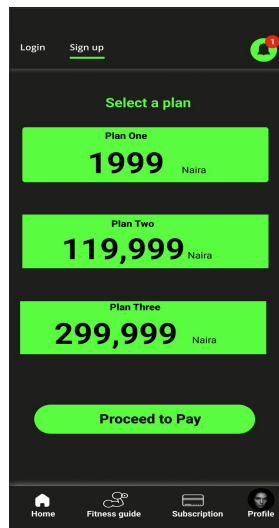 Login Sign up
1
Select a plan
Plan One
1999 Naira
Plan Two
119,999 Naira
Plan Three
299,999 Naira
Proceed to Pay
Home Fitness guide Subscription Profile